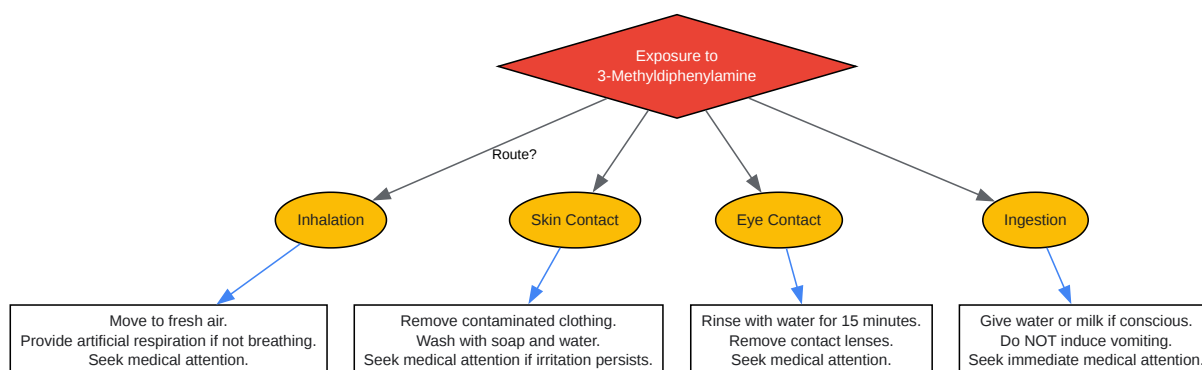 Exposure to
3-Methyldiphenylamine
Route?
Inhalation
Skin Contact
Eye Contact
Ingestion
Move to fresh air.
Provide artificial respiration if not breathing.
Seek medical attention.
Remove contaminated clothing.
Wash with soap and water.
Seek medical attention if irritation persists.
Rinse with water for 15 minutes.
Remove contact lenses.
Seek medical attention.
Give water or milk if conscious.
Do NOT induce vomiting.
Seek immediate medical attention.